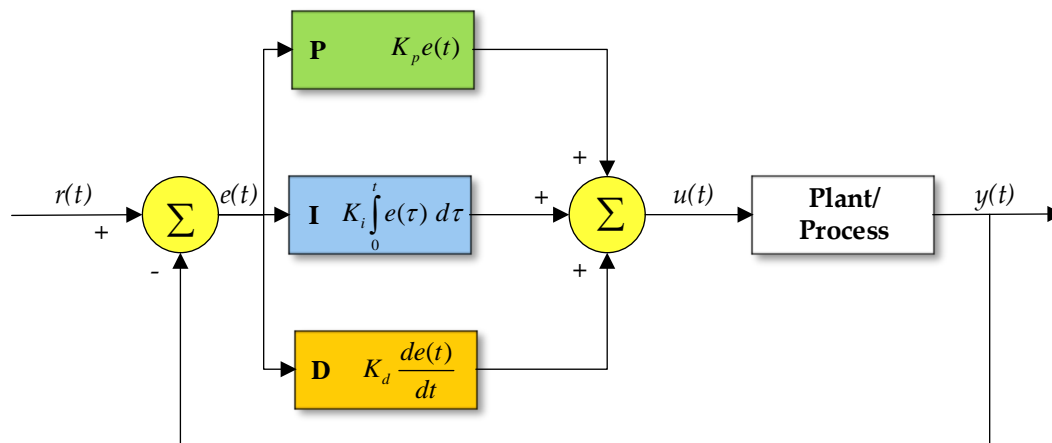 P K_p e(t)
+
r(t) + Σ e(t)
I K_i ∫_0^t e(τ) dτ
+
Σ u(t)
Plant/
Process
y(t)
-
+
D K_d de(t)/dt